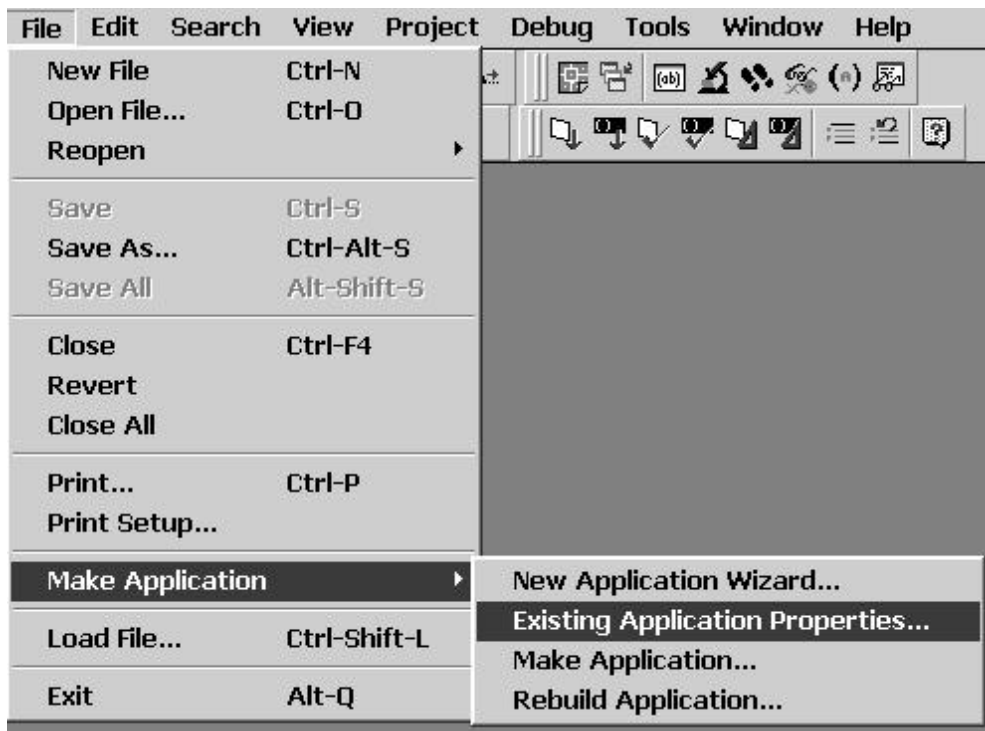 File Edit Search View Project Debug Tools Window Help
New File Ctrl-N
Open File... Ctrl-O
Reopen
Save Ctrl-S
Save As... Ctrl-Alt-S
Save All Alt-Shift-S
Close Ctrl-F4
Revert
Close All
Print... Ctrl-P
Print Setup...
Make Application
Load File... Ctrl-Shift-L
Exit Alt-Q
New Application Wizard...
Existing Application Properties...
Make Application...
Rebuild Application...